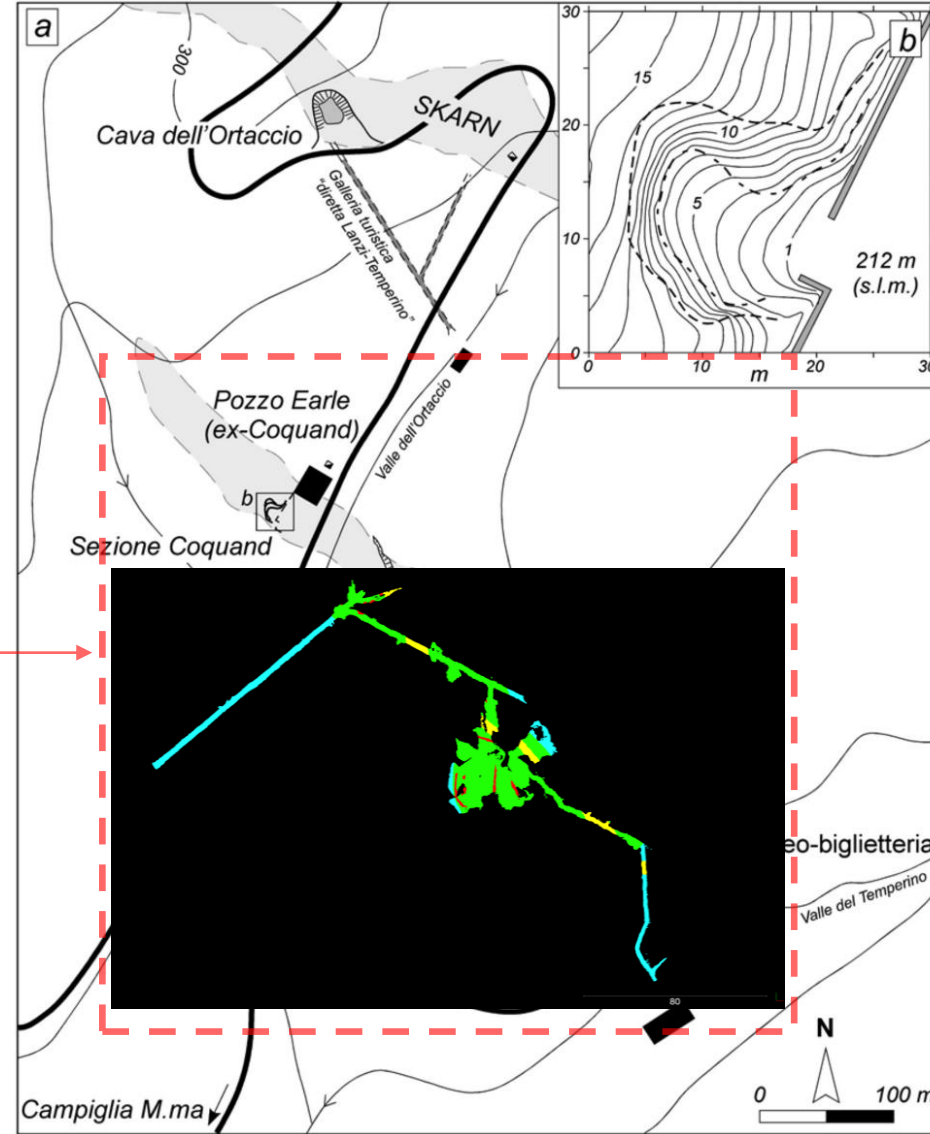 a
300
Cava dell'Ortaccio
SKARN
Galleria turistica
"diretta Lanzi-Temperino"
b
30
20
10
0
15
10
5
1
212 m
(s.l.m.)
0
10
m
20
30
Pozzo Earle
(ex-Coquand)
Valle dell'Ortaccio
b
Sezione Coquand
eo-biglietteria
Valle del Temperino
80
N
0
100 m
Campiglia M.ma